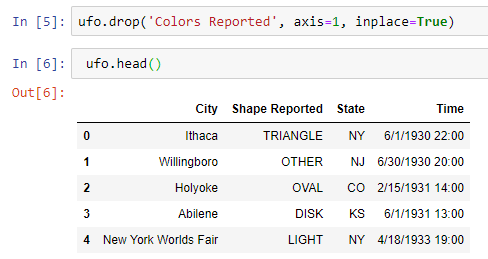 In [5]: ufo.drop('Colors Reported', axis=1, inplace=True)
In [6]: ufo.head()
Out[6]:
City Shape Reported State Time
0 Ithaca TRIANGLE NY 6/1/1930 22:00
1 Willingboro OTHER NJ 6/30/1930 20:00
2 Holyoke OVAL CO 2/15/1931 14:00
3 Abilene DISK KS 6/1/1931 13:00
4 New York Worlds Fair LIGHT NY 4/18/1933 19:00